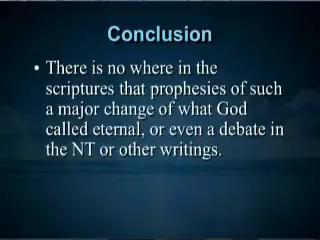 Conclusion
• There is no where in the
scriptures that prophesies of such
a major change of what God
called eternal, or even a debate in
the NT or other writings.